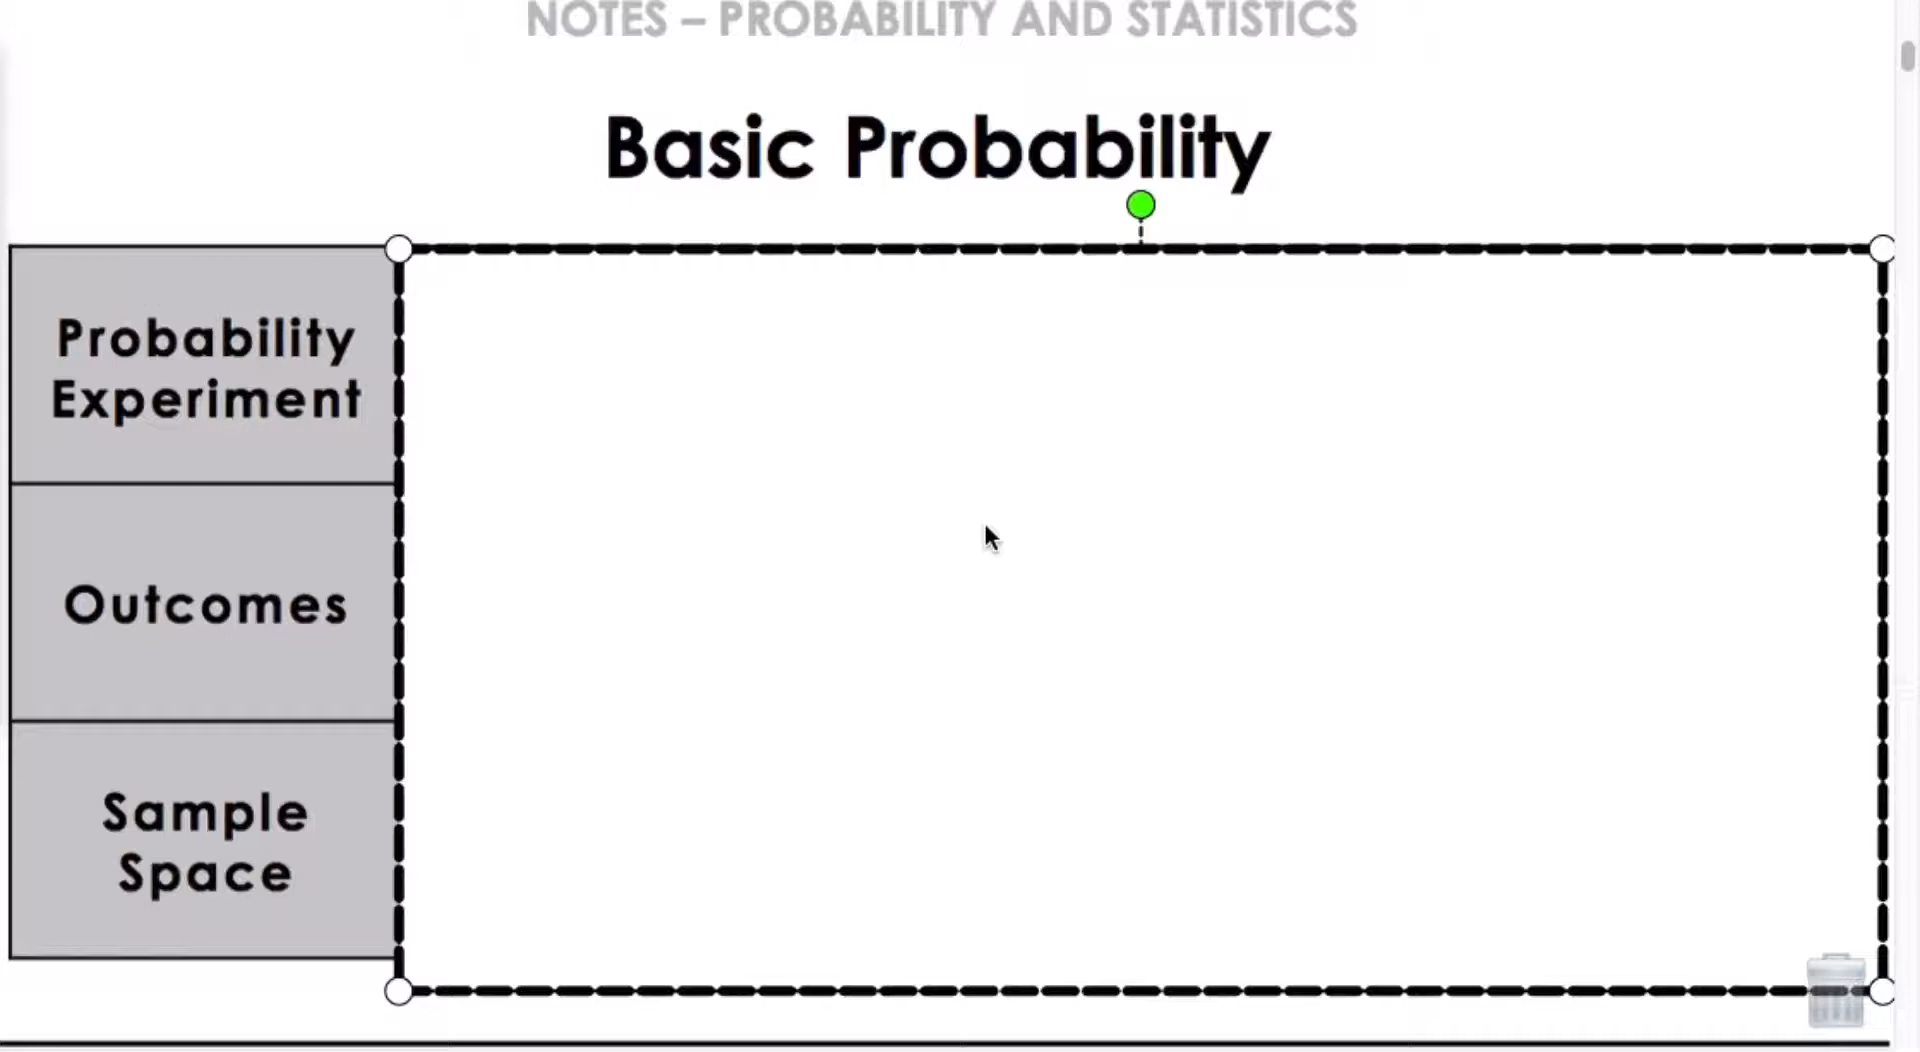 NOTES – PROBABILITY AND STATISTICS
Basic Probability
Probability
Experiment
Outcomes
Sample
Space